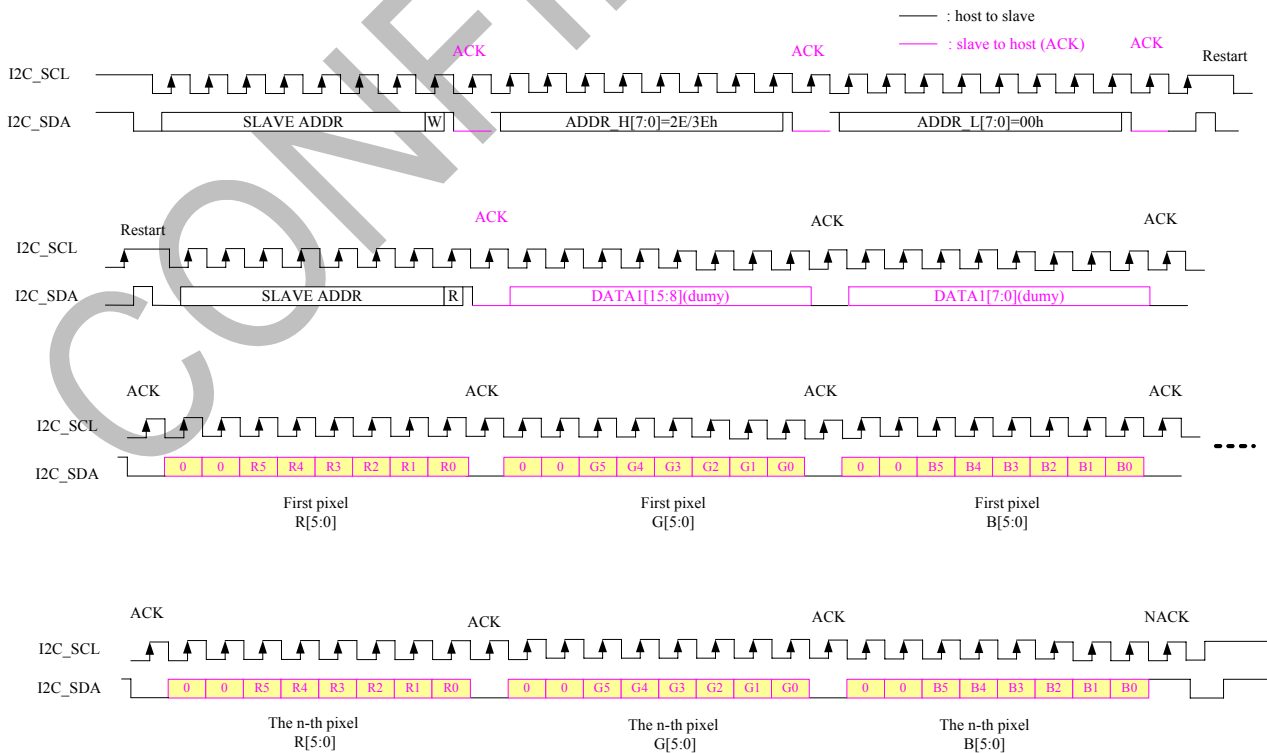 CONFI
: host to slave
: slave to host (ACK)
ACK ACK ACK Restart
I2C_SCL
I2C_SDA SLAVE ADDR W ADDR_H[7:0]=2E/3Eh ADDR_L[7:0]=00h
Restart ACK ACK ACK
I2C_SCL
I2C_SDA SLAVE ADDR R DATA1[15:8](dumy) DATA1[7:0](dumy)
ACK ACK ACK ACK
I2C_SCL
I2C_SDA 0 0 R5 R4 R3 R2 R1 R0 0 0 G5 G4 G3 G2 G1 G0 0 0 B5 B4 B3 B2 B1 B0
First pixel First pixel First pixel
R[5:0] G[5:0] B[5:0]
ACK ACK ACK NACK
I2C_SCL
I2C_SDA 0 0 R5 R4 R3 R2 R1 R0 0 0 G5 G4 G3 G2 G1 G0 0 0 B5 B4 B3 B2 B1 B0
The n-th pixel The n-th pixel The n-th pixel
R[5:0] G[5:0] B[5:0]